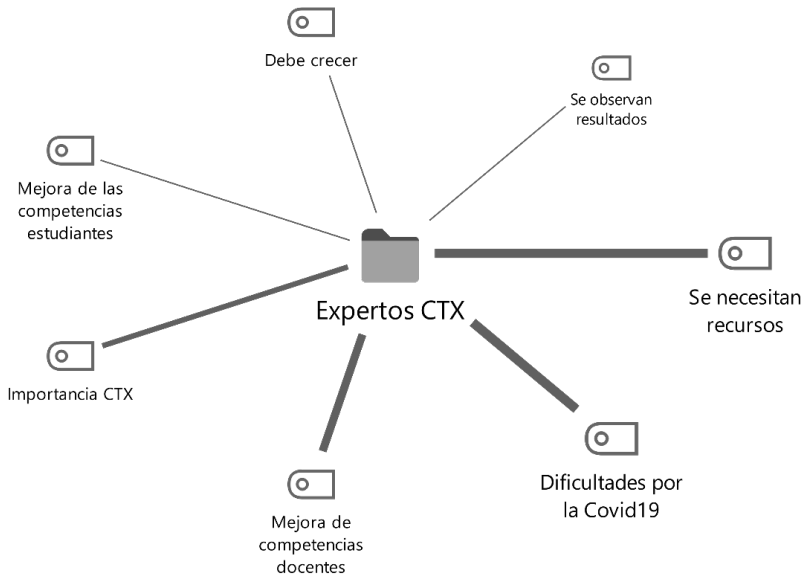 Debe crecer
Se observan
resultados
Mejora de las
competencias
estudiantes
Se necesitan
recursos
Expertos CTX
Importancia CTX
Dificultades por
la Covid19
Mejora de
competencias
docentes